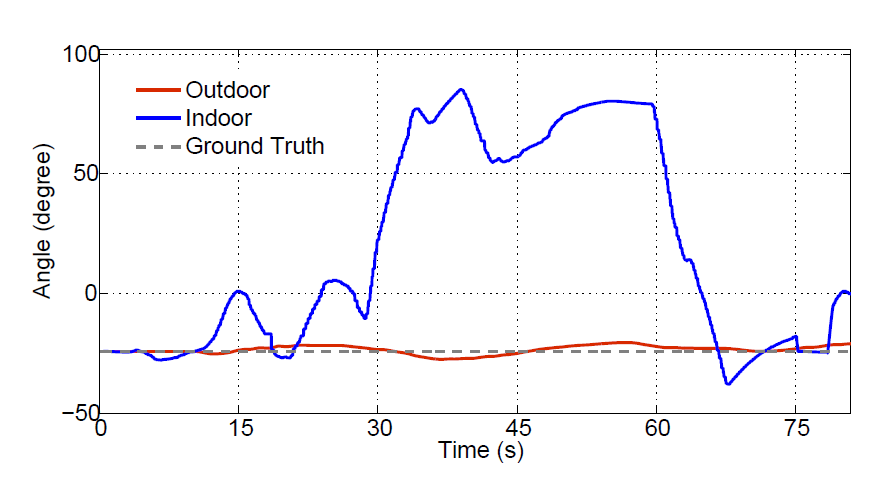 100
Outdoor
Indoor
Ground Truth
50
0
−50
Angle (degree)
0 15 30 45 60 75
Time (s)